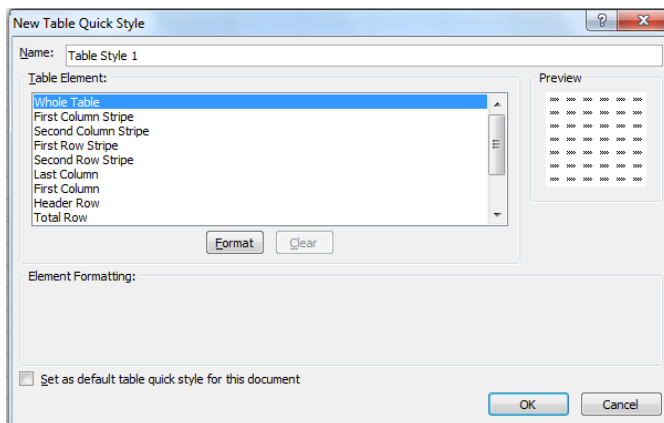 New Table Quick Style
Name: Table Style 1
Table Element:
Preview
Whole Table
First Column Stripe
Second Column Stripe
First Row Stripe
Second Row Stripe
Last Column
First Column
Header Row
Total Row
Format Clear
Element Formatting:
Set as default table quick style for this document
OK Cancel